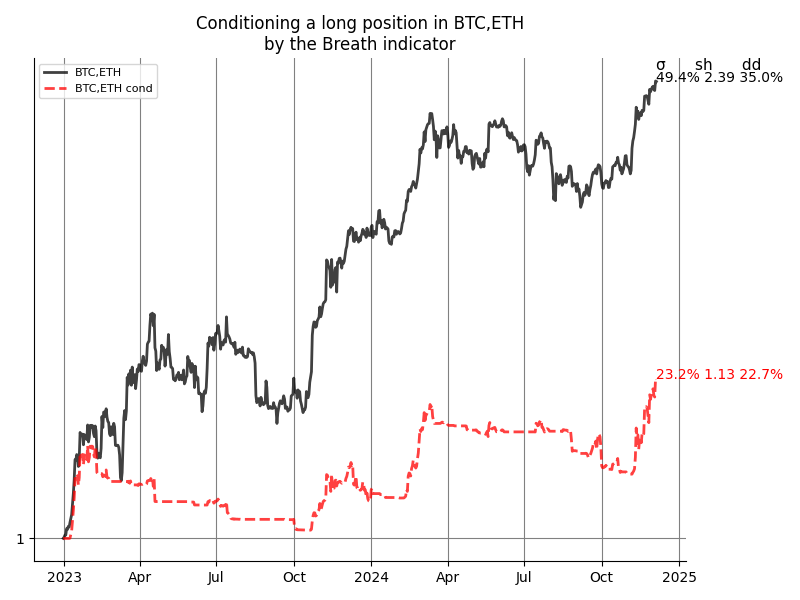 Conditioning a long position in BTC,ETH
by the Breath indicator
σ sh dd
49.4% 2.39 35.0%
BTC,ETH
BTC,ETH cond
23.2% 1.13 22.7%
1
2023 Apr Jul Oct 2024 Apr Jul Oct 2025